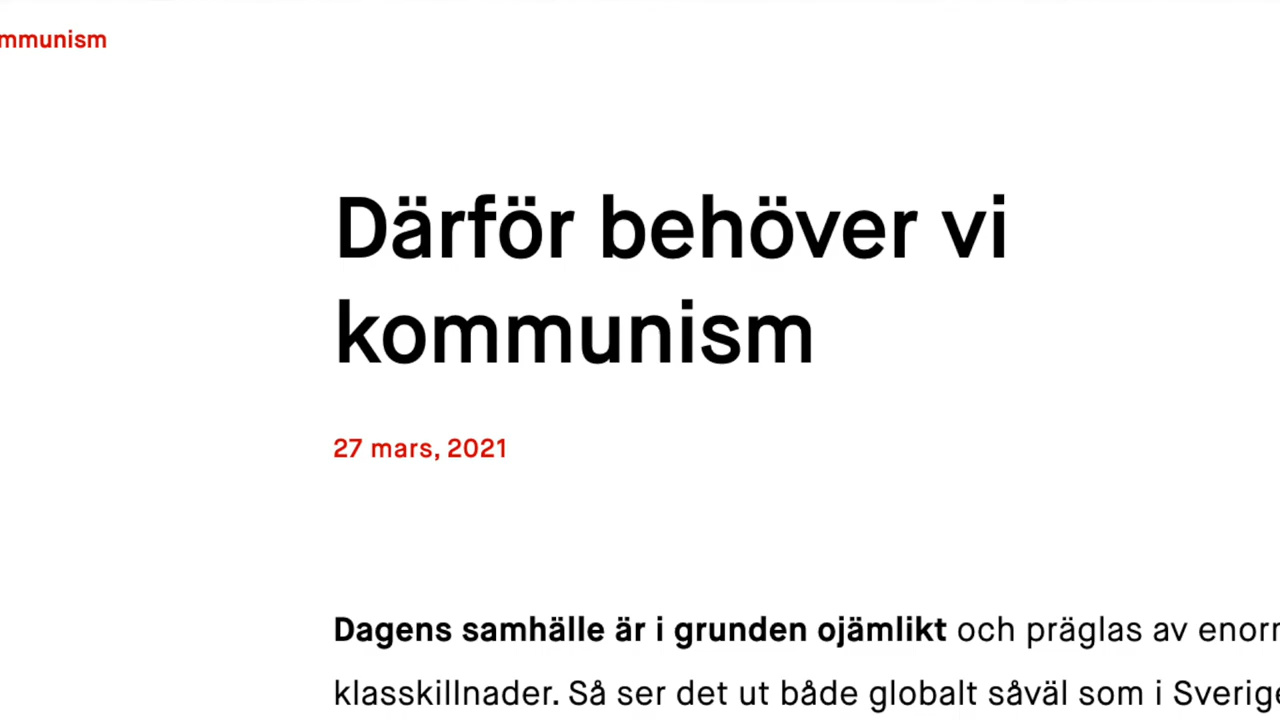 mmunism
Därför behöver vi
kommunism
27 mars, 2021
Dagens samhälle är i grunden ojämlikt och präglas av enorm
klasskillnader. Så ser det ut både globalt såväl som i Sverige